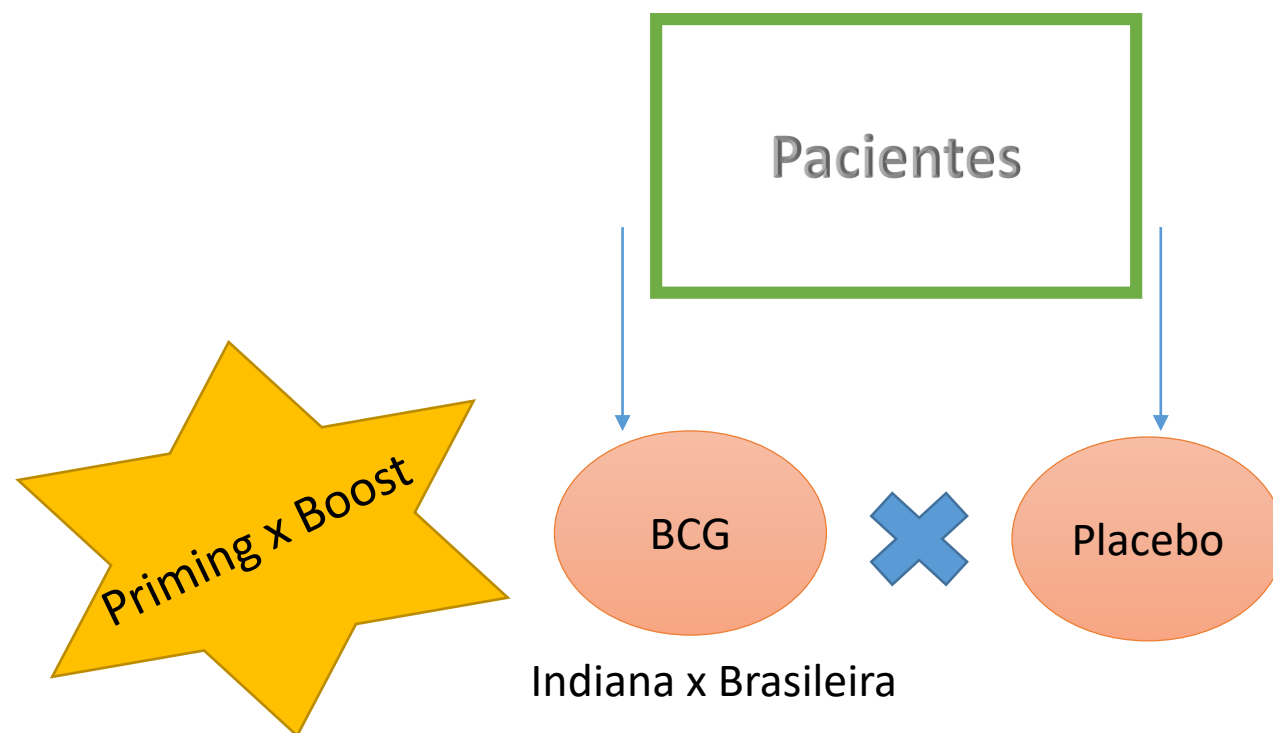 Pacientes
Priming x Boost
BCG
Placebo
Indiana x Brasileira